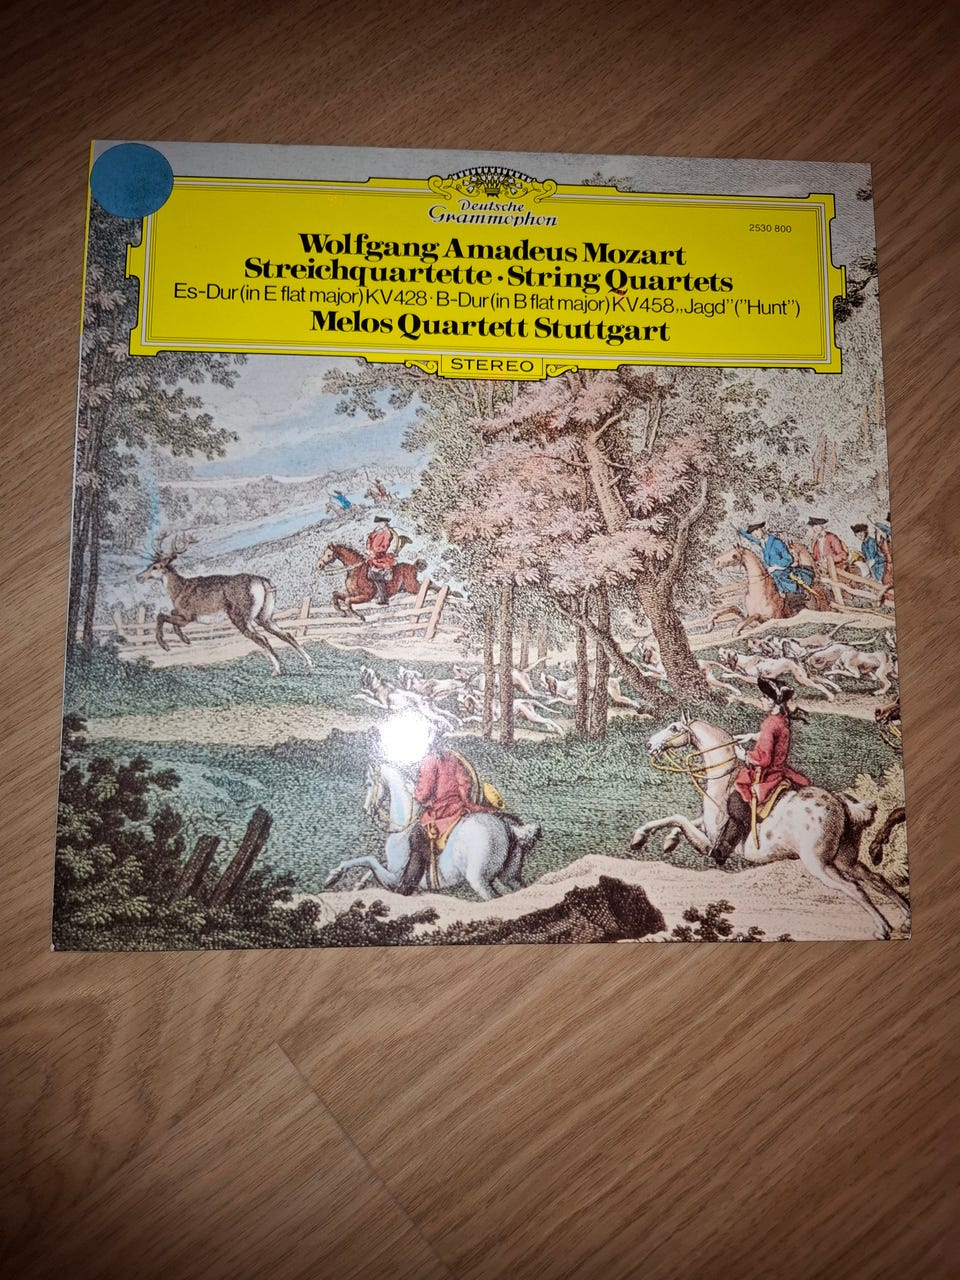 Deutsche
Grammophon
2530 800
Wolfgang Amadeus Mozart
Streichquartette · String Quartets
Es-Dur (in E flat major) KV 428 · B-Dur (in B flat major) KV 458 „Jagd” (”Hunt”)
Melos Quartett Stuttgart
STEREO